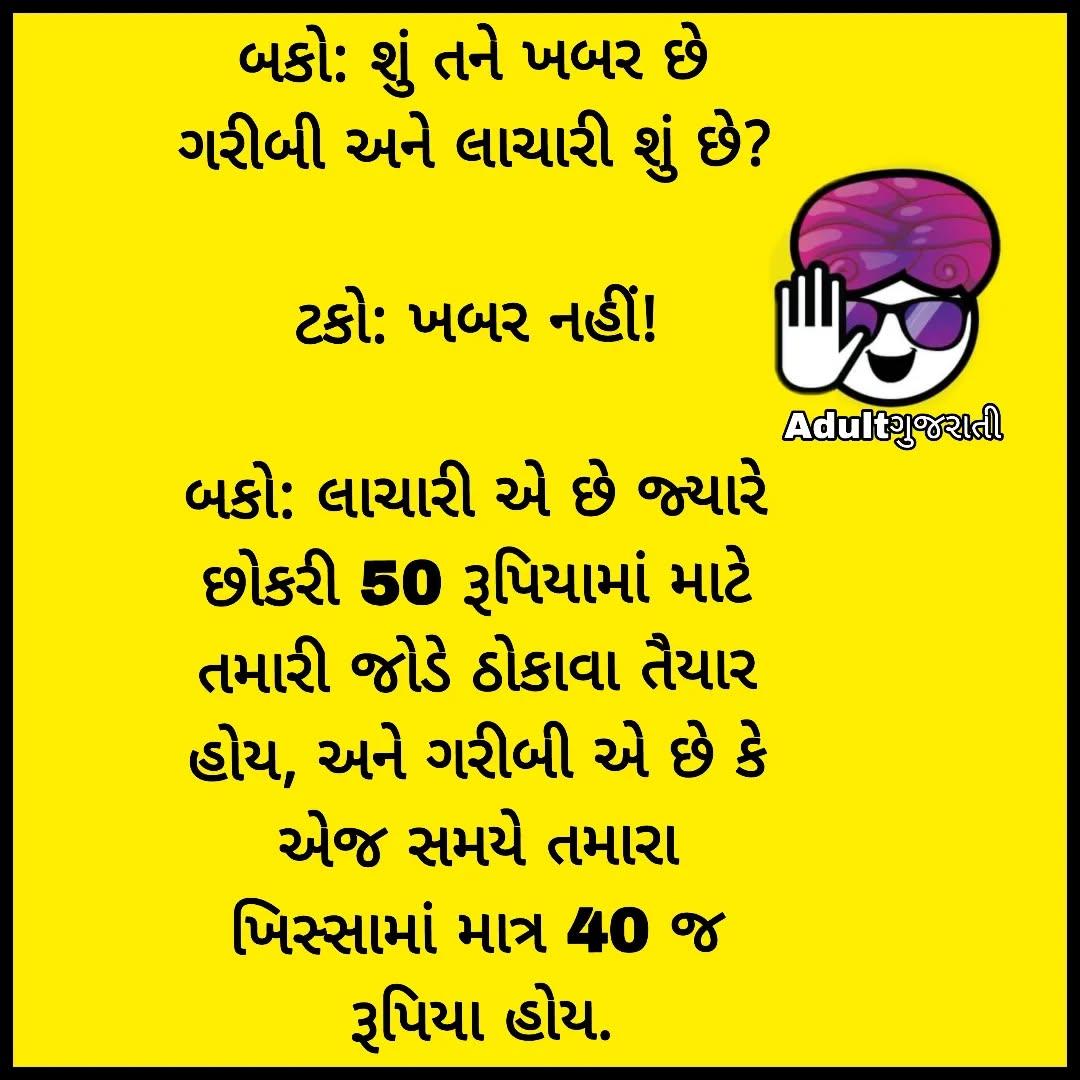 બકો: શું તને ખબર છે
ગરીબી અને લાચારી શું છે?
ટકો: ખબર નહીં!
Adultગુજરાતી
બકો: લાચારી એ છે જ્યારે
છોકરી 50 રૂપિયામાં માટે
તમારી જોડે ઠોકાવા તૈયાર
હોય, અને ગરીબી એ છે કે
એજ સમયે તમારા
ખિસ્સામાં માત્ર 40 જ
રૂપિયા હોય.